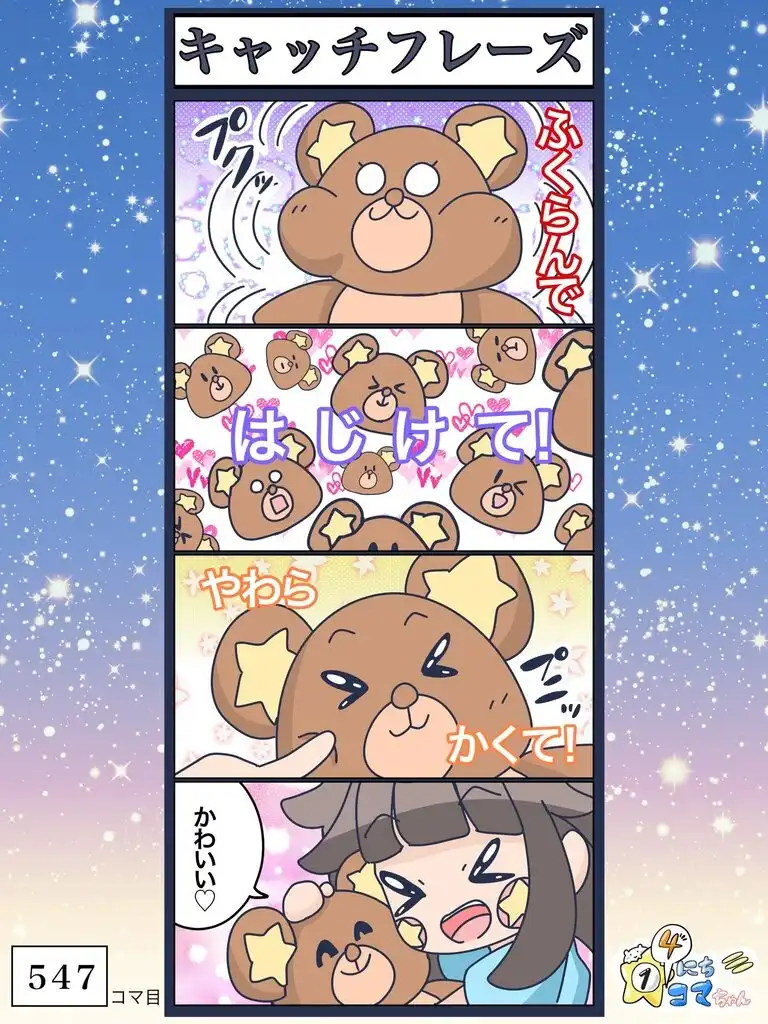 キャッチフレーズ
ふくらんで
プクッ
はじけて!
やわら
かくて!
プニッ
かわいい♡
547
コマ目
1
4
にち
コマちゃん